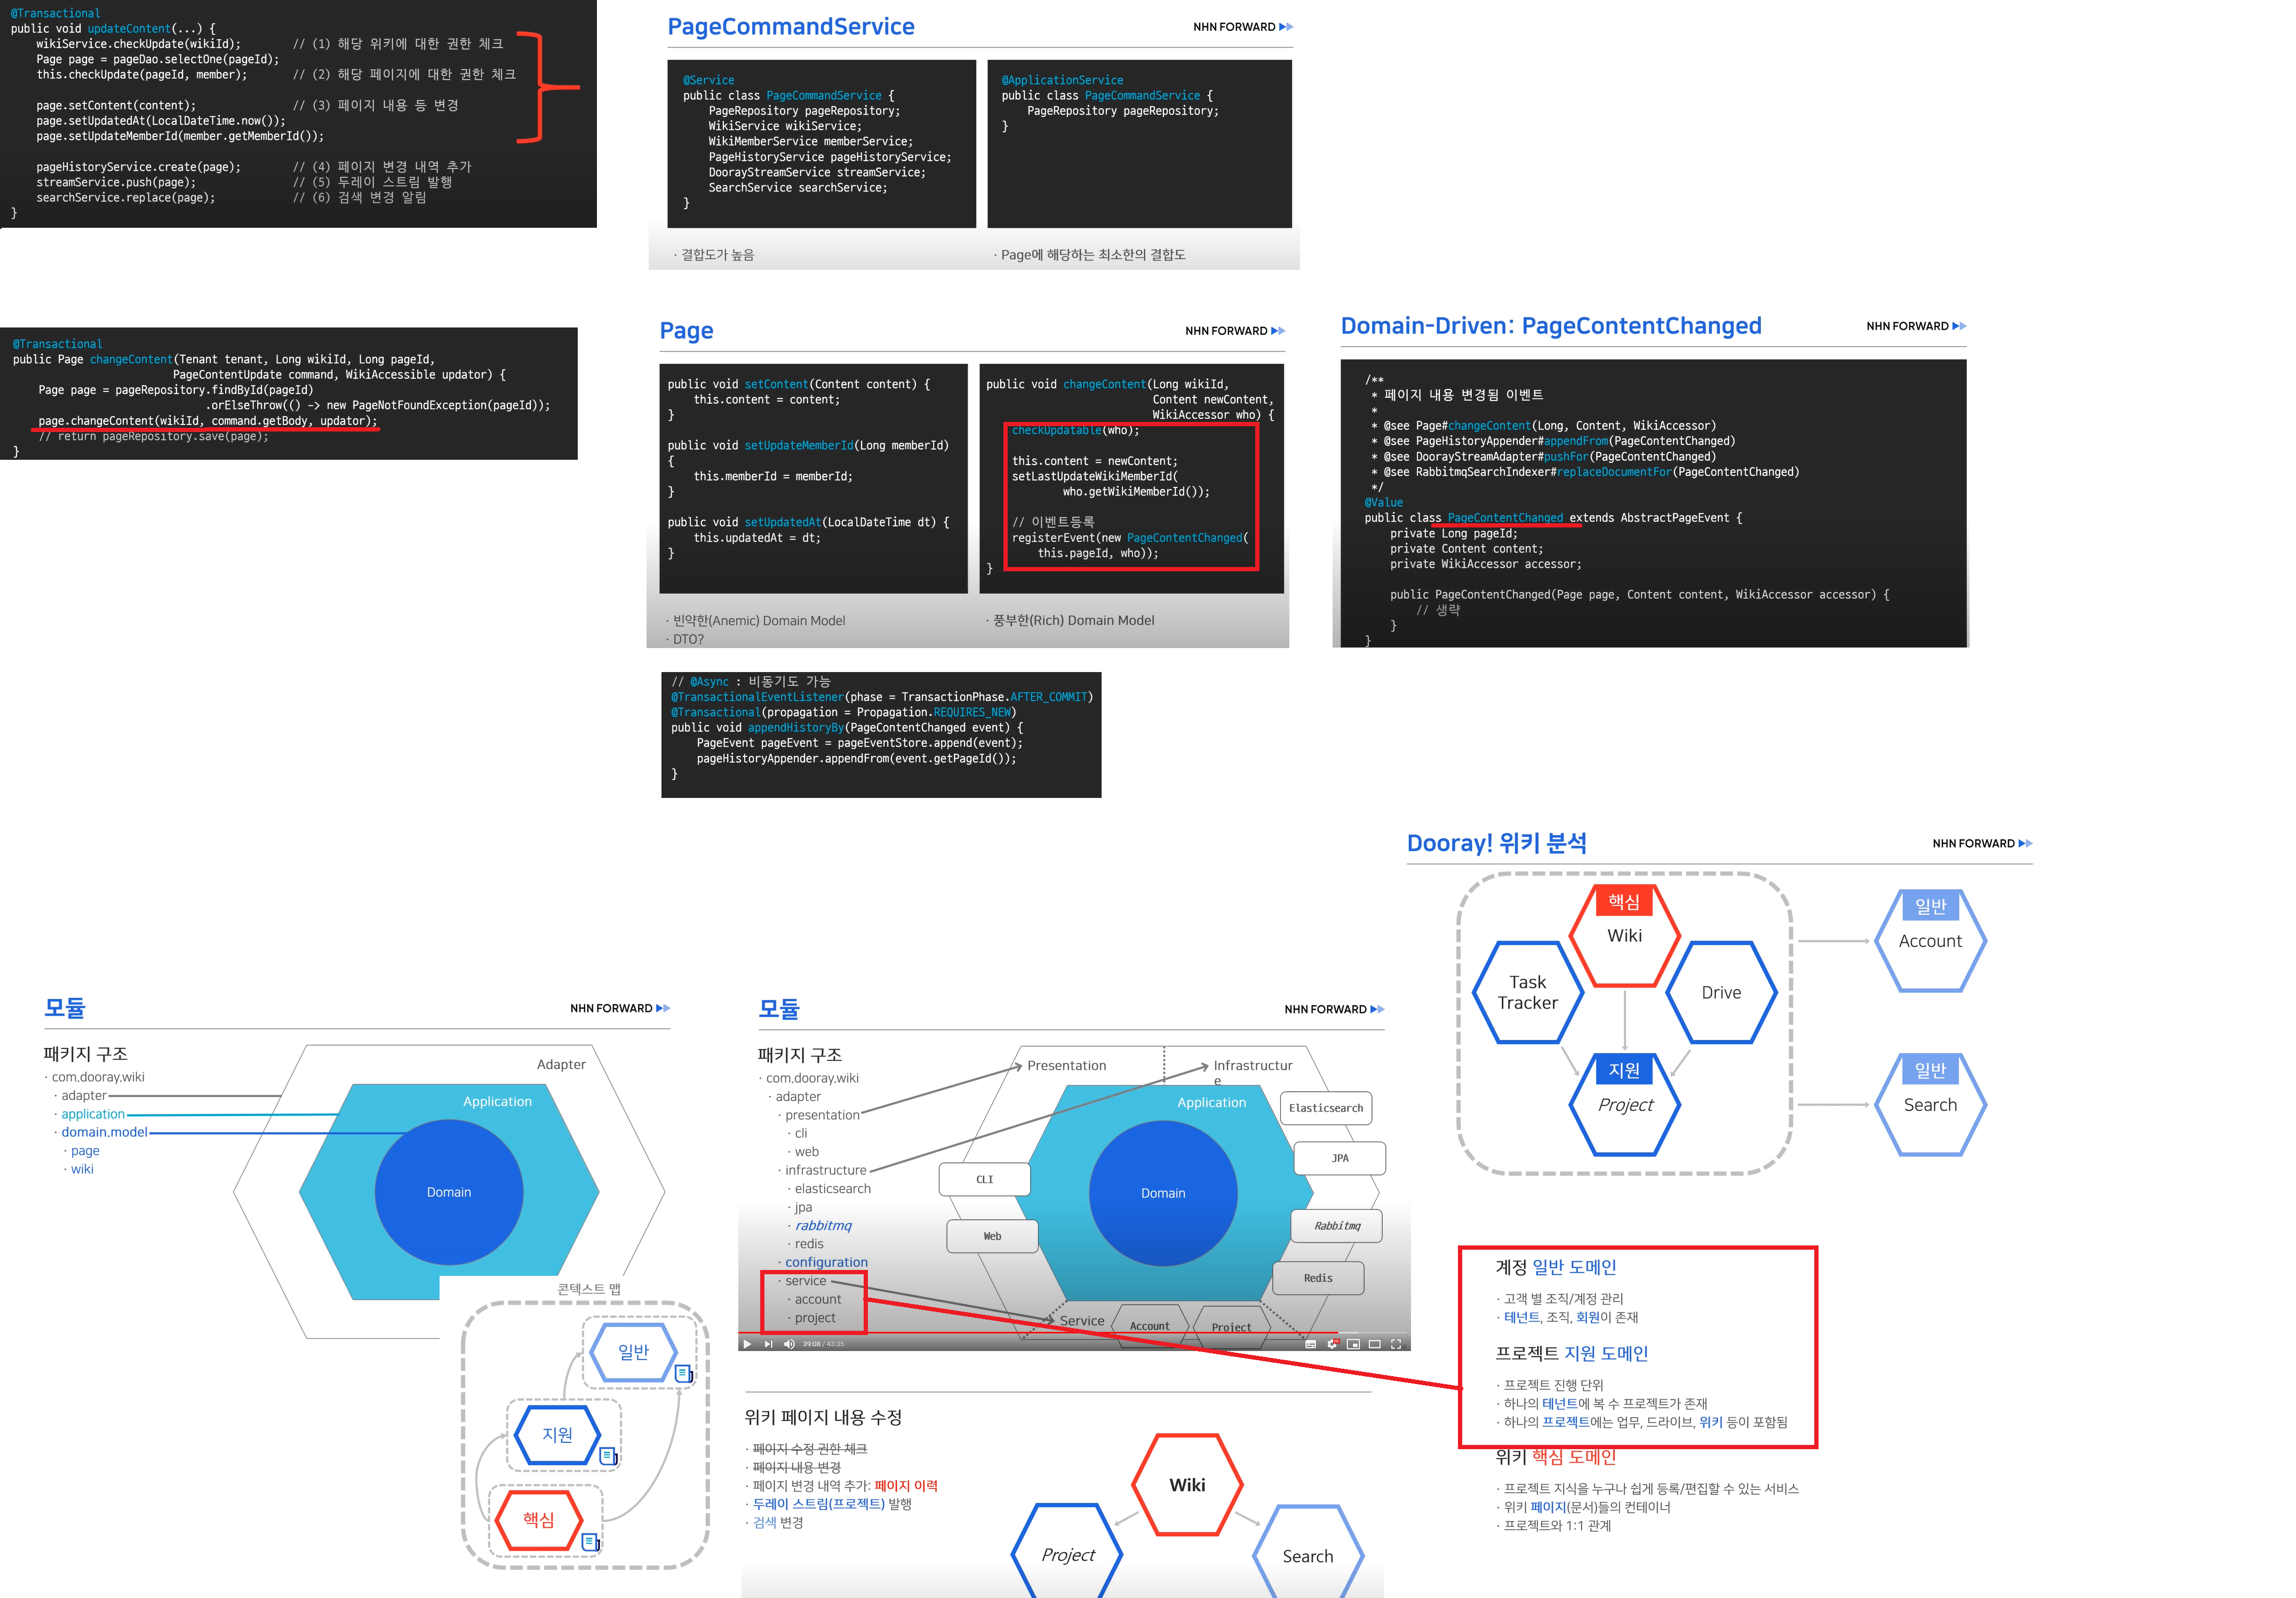 @Transactional
public void updateContent(...) {
wikiService.checkUpdate(wikiId); // (1) 해당 위키에 대한 권한 체크
Page page = pageDao.selectOne(pageId);
this.checkUpdate(pageId, member); // (2) 해당 페이지에 대한 권한 체크
page.setContent(content); // (3) 페이지 내용 등 변경
page.setUpdatedAt(LocalDateTime.now());
page.setUpdateMemberId(member.getMemberId());
pageHistoryService.create(page); // (4) 페이지 변경 내역 추가
streamService.push(page); // (5) 두레이 스트림 발행
searchService.replace(page); // (6) 검색 변경 알림
}
PageCommandService
NHN FORWARD
@Service
public class PageCommandService {
PageRepository pageRepository;
WikiService wikiService;
WikiMemberService memberService;
PageHistoryService pageHistoryService;
DoorayStreamService streamService;
SearchService searchService;
}
@ApplicationService
public class PageCommandService {
PageRepository pageRepository;
}
· 결합도가 높음
· Page에 해당하는 최소한의 결합도
@Transactional
public Page changeContent(Tenant tenant, Long wikiId, Long pageId,
PageContentUpdate command, WikiAccessible updator) {
Page page = pageRepository.findById(pageId)
.orElseThrow(() -> new PageNotFoundException(pageId));
page.changeContent(wikiId, command.getBody, updator);
// return pageRepository.save(page);
}
Page
NHN FORWARD
public void setContent(Content content) {
this.content = content;
}
public void setUpdateMemberId(Long memberId)
{
this.memberId = memberId;
}
public void setUpdatedAt(LocalDateTime dt) {
this.updatedAt = dt;
}
public void changeContent(Long wikiId,
Content newContent,
WikiAccessor who) {
checkUpdatable(who);
this.content = newContent;
setLastUpdateWikiMemberId(
who.getWikiMemberId());
// 이벤트등록
registerEvent(new PageContentChanged(
this.pageId, who));
}
· 빈약한(Anemic) Domain Model
· DTO?
· 풍부한(Rich) Domain Model
Domain-Driven: PageContentChanged
NHN FORWARD
/**
* 페이지 내용 변경됨 이벤트
*
* @see Page#changeContent(Long, Content, WikiAccessor)
* @see PageHistoryAppender#appendFrom(PageContentChanged)
* @see DoorayStreamAdapter#pushFor(PageContentChanged)
* @see RabbitmqSearchIndexer#replaceDocumentFor(PageContentChanged)
*/
@Value
public class PageContentChanged extends AbstractPageEvent {
private Long pageId;
private Content content;
private WikiAccessor accessor;
public PageContentChanged(Page page, Content content, WikiAccessor accessor) {
// 생략
}
}
// @Async : 비동기도 가능
@TransactionalEventListener(phase = TransactionPhase.AFTER_COMMIT)
@Transactional(propagation = Propagation.REQUIRES_NEW)
public void appendHistoryBy(PageContentChanged event) {
PageEvent pageEvent = pageEventStore.append(event);
pageHistoryAppender.appendFrom(event.getPageId());
}
Dooray! 위키 분석
NHN FORWARD
핵심
Wiki
Task
Tracker
Drive
지원
Project
일반
Account
일반
Search
모듈
NHN FORWARD
패키지 구조
· com.dooray.wiki
· adapter
· application
· domain.model
· page
· wiki
Adapter
Application
Domain
콘텍스트 맵
일반
지원
핵심
모듈
NHN FORWARD
패키지 구조
· com.dooray.wiki
· adapter
· presentation
· cli
· web
· infrastructure
· elasticsearch
· jpa
· rabbitmq
· redis
· configuration
· service
· account
· project
Presentation
Infrastructur
e
Application
Domain
Elasticsearch
JPA
Rabbitmq
Redis
CLI
Web
Service
Account
Project
39:08 / 43:35
위키 페이지 내용 수정
· 페이지 수정 권한 체크
· 페이지 내용 변경
· 페이지 변경 내역 추가: 페이지 이력
· 두레이 스트림(프로젝트) 발행
· 검색 변경
Wiki
Project
Search
계정 일반 도메인
· 고객 별 조직/계정 관리
· 테넌트, 조직, 회원이 존재
프로젝트 지원 도메인
· 프로젝트 진행 단위
· 하나의 테넌트에 복 수 프로젝트가 존재
· 하나의 프로젝트에는 업무, 드라이브, 위키 등이 포함됨
위키 핵심 도메인
· 프로젝트 지식을 누구나 쉽게 등록/편집할 수 있는 서비스
· 위키 페이지(문서)들의 컨테이너
· 프로젝트와 1:1 관계